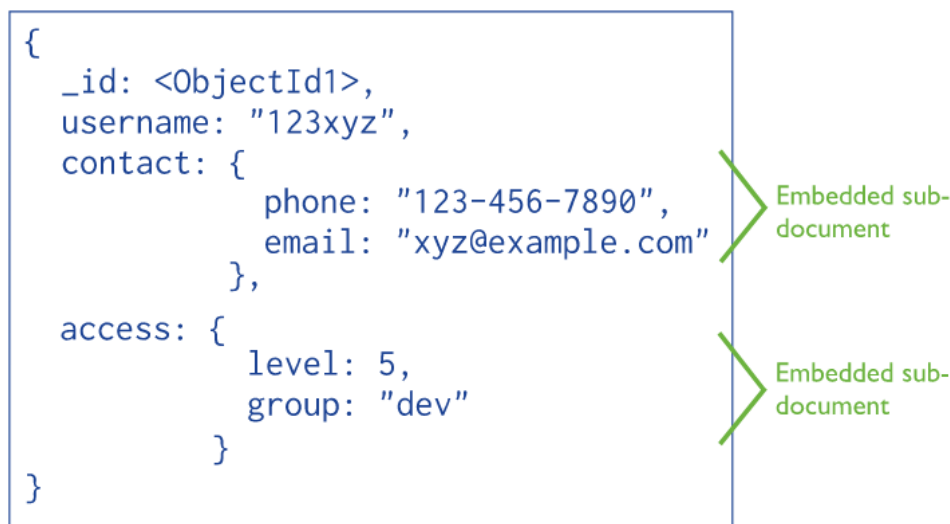 {
_id: <ObjectId1>,
username: "123xyz",
contact: {
phone: "123-456-7890",
email: "xyz@example.com"
},
Embedded sub-
document
access: {
level: 5,
group: "dev"
}
Embedded sub-
document
}